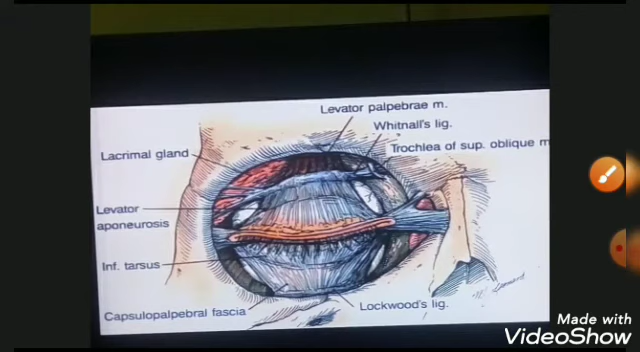 Levator palpebrae m.
Whitnall's lig.
Trochlea of sup. oblique m
Lacrimal gland
Levator
aponeurosis
Inf. tarsus
Capsulopalpebral fascia
Lockwood's lig.
Made with
VideoShow